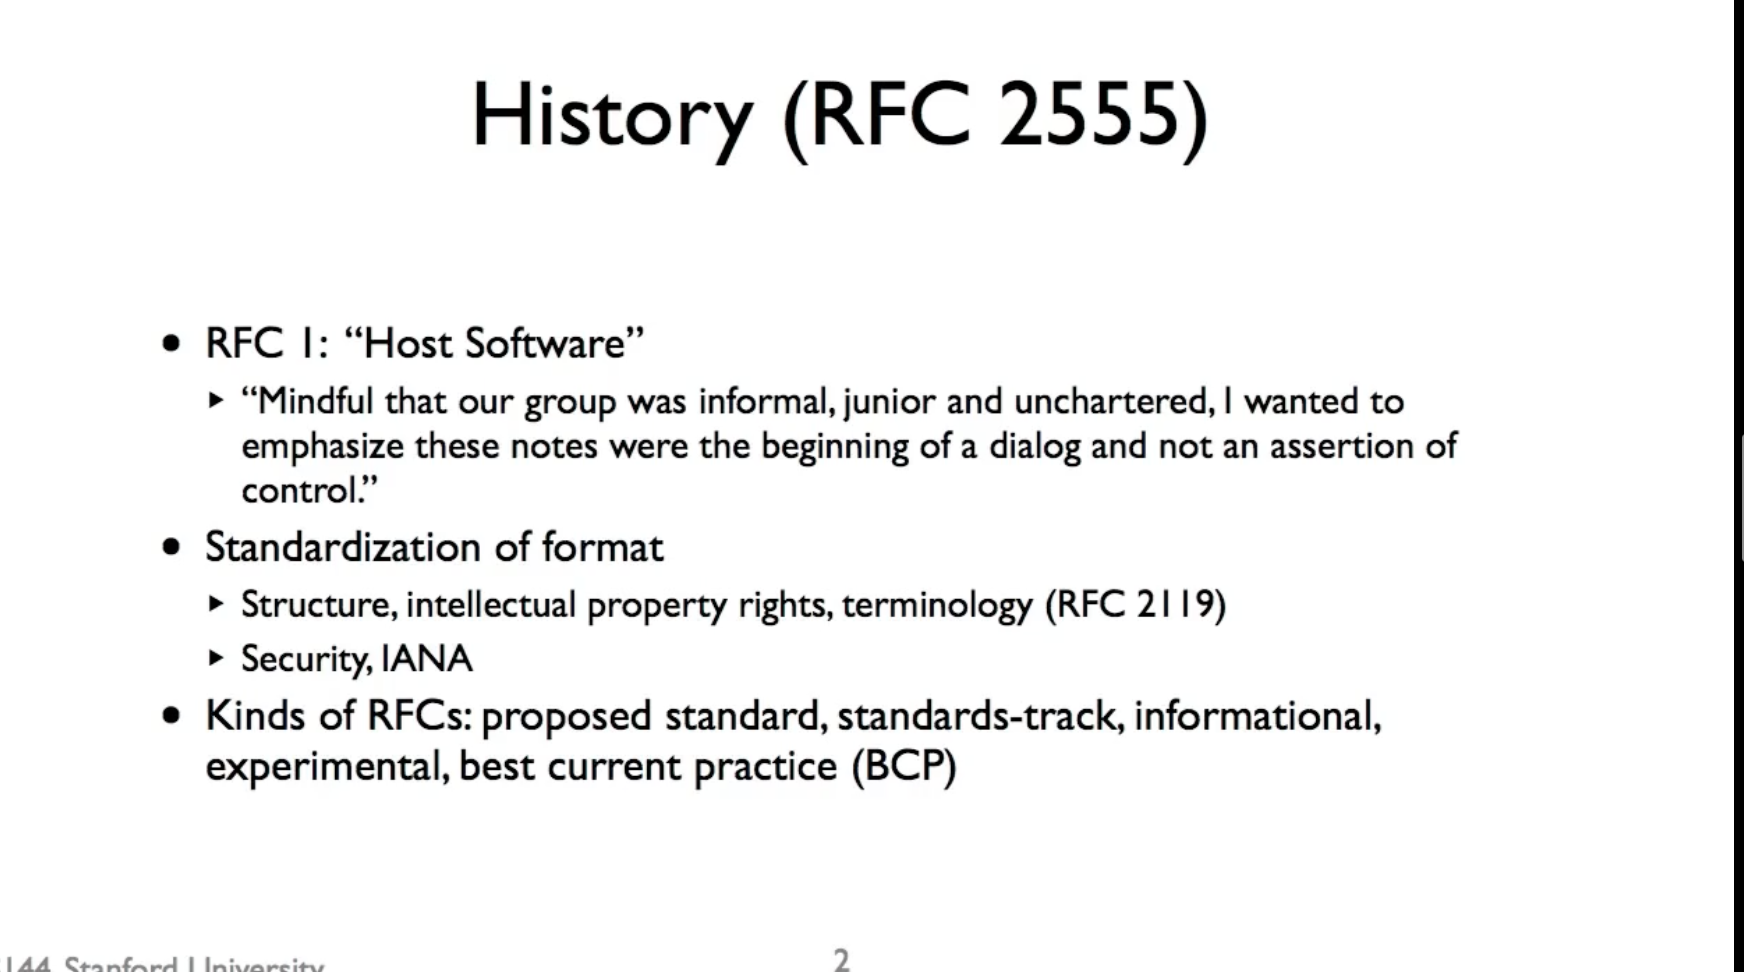 History (RFC 2555)
• RFC 1: “Host Software”
▸ “Mindful that our group was informal, junior and unchartered, I wanted to
emphasize these notes were the beginning of a dialog and not an assertion of
control.”
• Standardization of format
▸ Structure, intellectual property rights, terminology (RFC 2119)
▸ Security, IANA
• Kinds of RFCs: proposed standard, standards-track, informational,
experimental, best current practice (BCP)
144, Stanford University
2